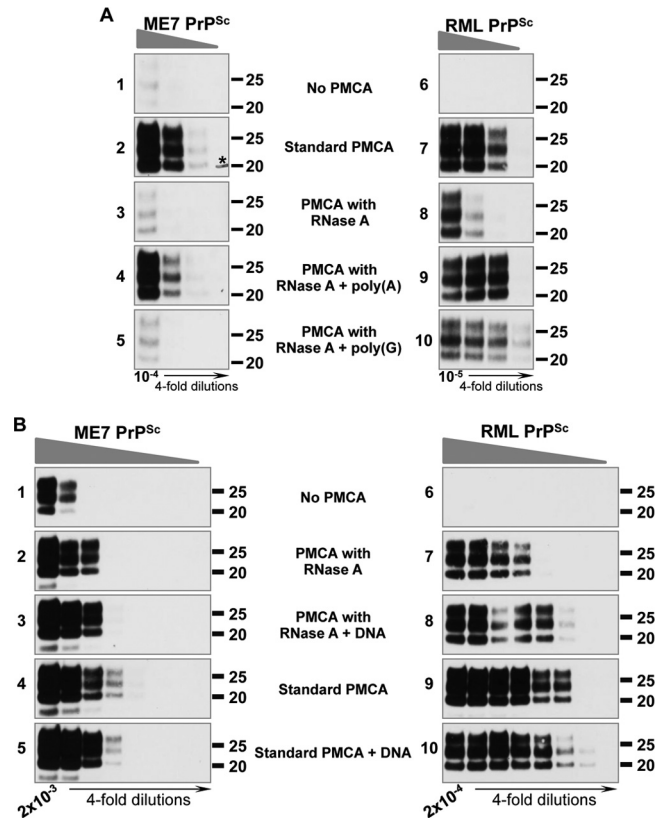 A
ME7 PrPSc
RML PrPSc
1
25
20
No PMCA
6
25
20
2
*
25
20
Standard PMCA
7
25
20
3
25
20
PMCA with
RNase A
8
25
20
4
25
20
PMCA with
RNase A + poly(A)
9
25
20
5
25
20
PMCA with
RNase A + poly(G)
10
25
20
10-4
4-fold dilutions
10-5
4-fold dilutions
B
ME7 PrPSc
RML PrPSc
1
25
20
No PMCA
6
25
20
2
25
20
PMCA with
RNase A
7
25
20
3
25
20
PMCA with
RNase A + DNA
8
25
20
4
25
20
Standard PMCA
9
25
20
5
25
20
Standard PMCA + DNA
10
25
20
2x10-3
4-fold dilutions
2x10-4
4-fold dilutions